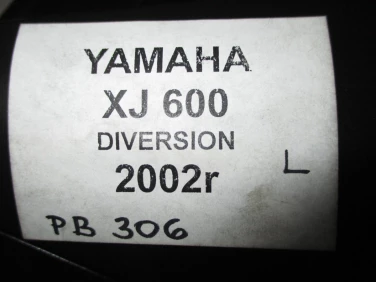 YAMAHA
XJ 600
DIVERSION
2002r
L
PB 306